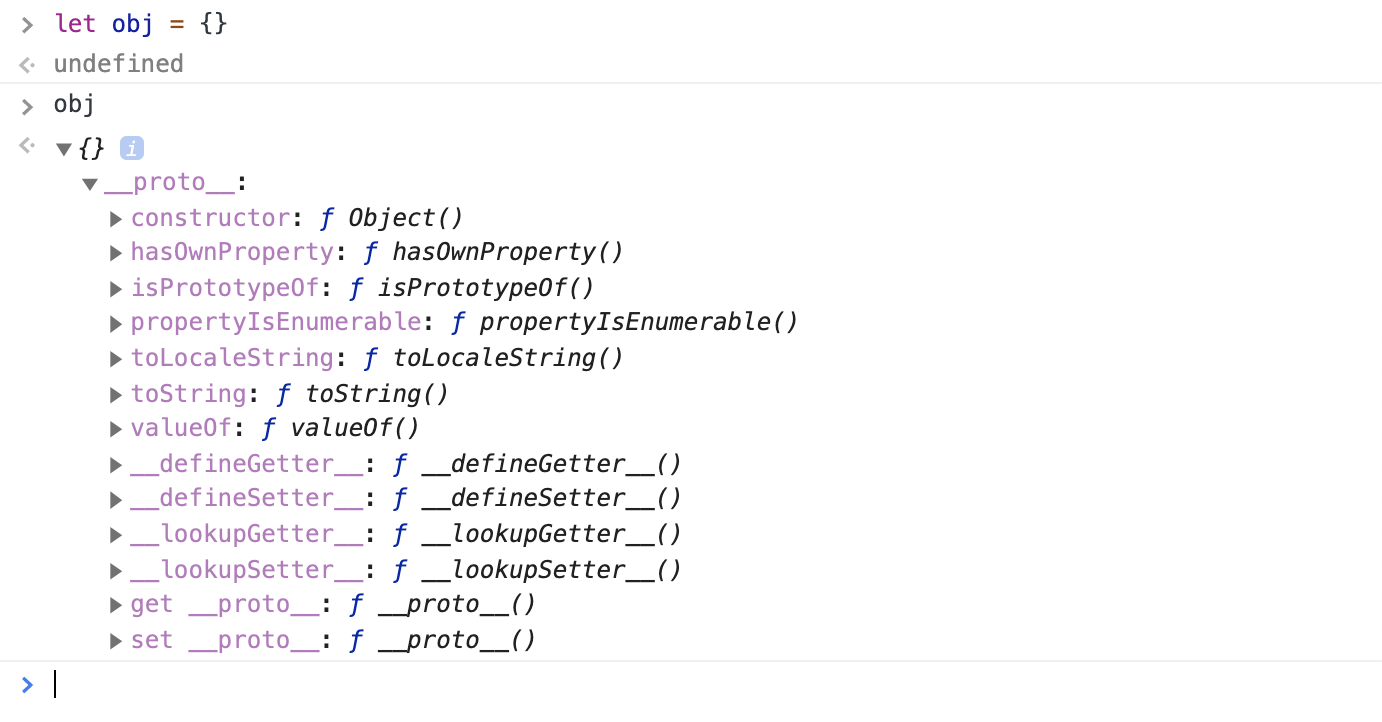 > let obj = {}
undefined
> obj
▼ {} i
▼ __proto__:
▶ constructor: ƒ Object()
▶ hasOwnProperty: ƒ hasOwnProperty()
▶ isPrototypeOf: ƒ isPrototypeOf()
▶ propertyIsEnumerable: ƒ propertyIsEnumerable()
▶ toLocaleString: ƒ toLocaleString()
▶ toString: ƒ toString()
▶ valueOf: ƒ valueOf()
▶ __defineGetter__: ƒ __defineGetter__()
▶ __defineSetter__: ƒ __defineSetter__()
▶ __lookupGetter__: ƒ __lookupGetter__()
▶ __lookupSetter__: ƒ __lookupSetter__()
▶ get __proto__: ƒ __proto__()
▶ set __proto__: ƒ __proto__()
>